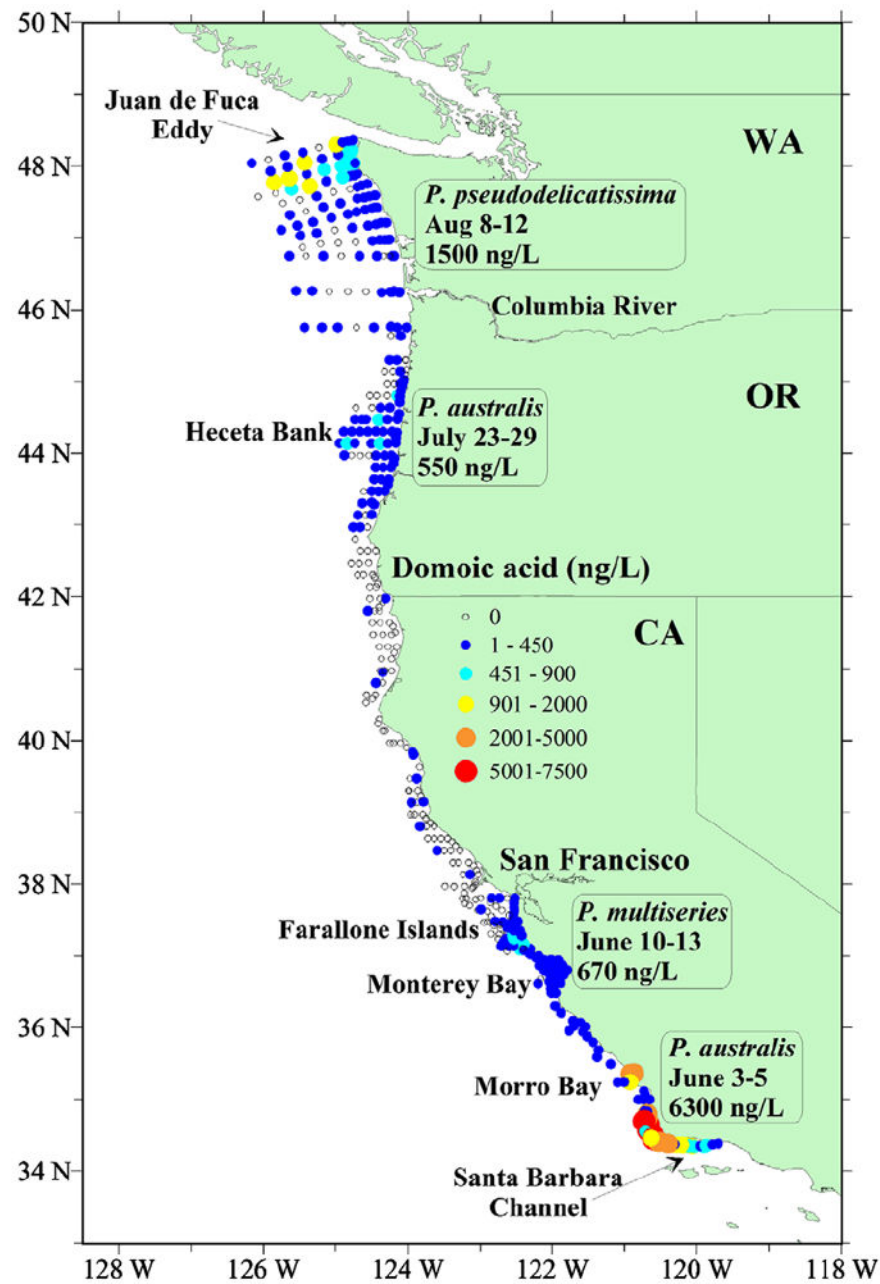 50 N
48 N
46 N
44 N
42 N
40 N
38 N
36 N
34 N
128 W
126 W
124 W
122 W
120 W
118 W
Juan de Fuca
Eddy
WA
P. pseudodelicatissima
Aug 8-12
1500 ng/L
Columbia River
OR
Heceta Bank
P. australis
July 23-29
550 ng/L
Domoic acid (ng/L)
0
1 - 450
451 - 900
901 - 2000
2001-5000
5001-7500
CA
San Francisco
Farallone Islands
P. multiseries
June 10-13
670 ng/L
Monterey Bay
Morro Bay
P. australis
June 3-5
6300 ng/L
Santa Barbara
Channel